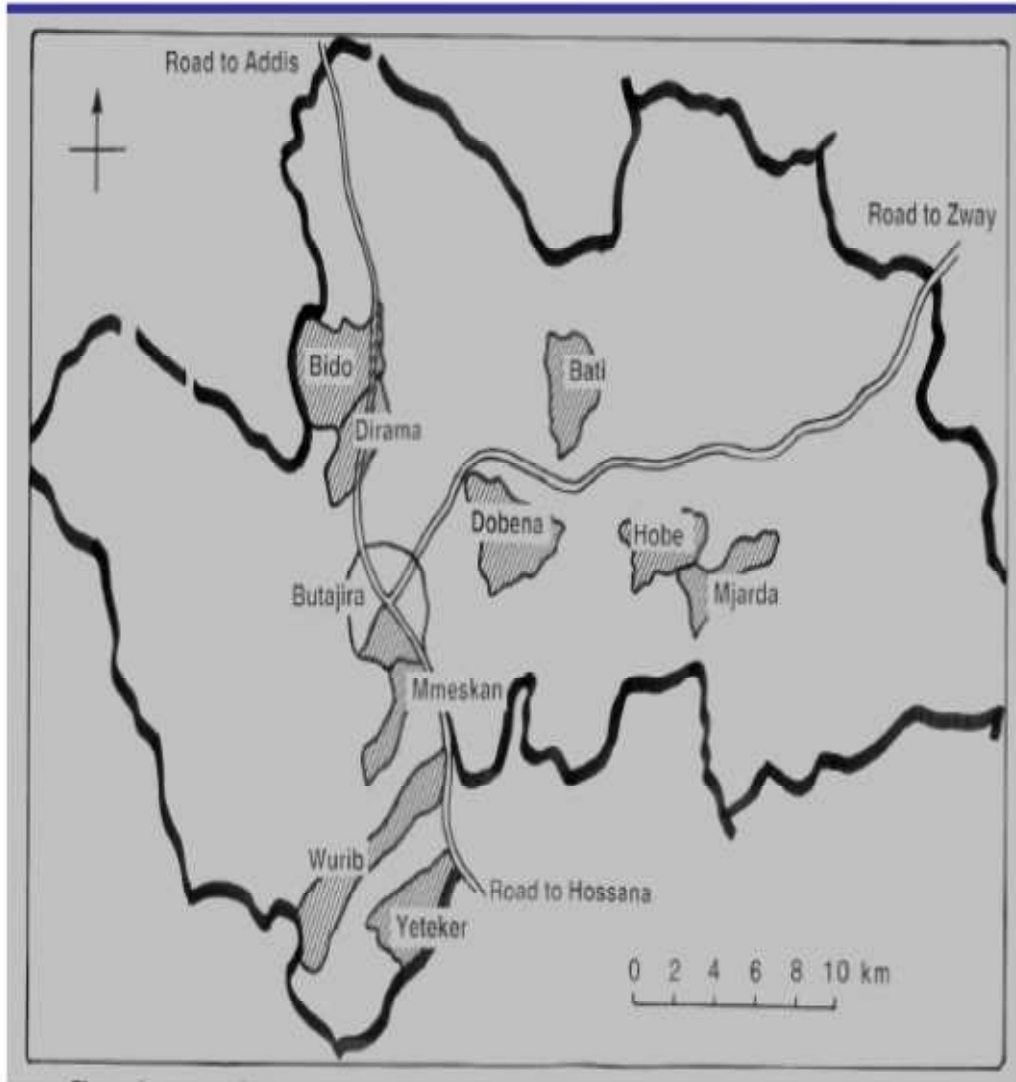 Road to Addis
Road to Zway
Bido
Bati
Dirama
Dobena
Hobe
Butajira
Mjarda
Mmeskan
Wurib
Road to Hossana
Yeteker
0 2 4 6 8 10 km